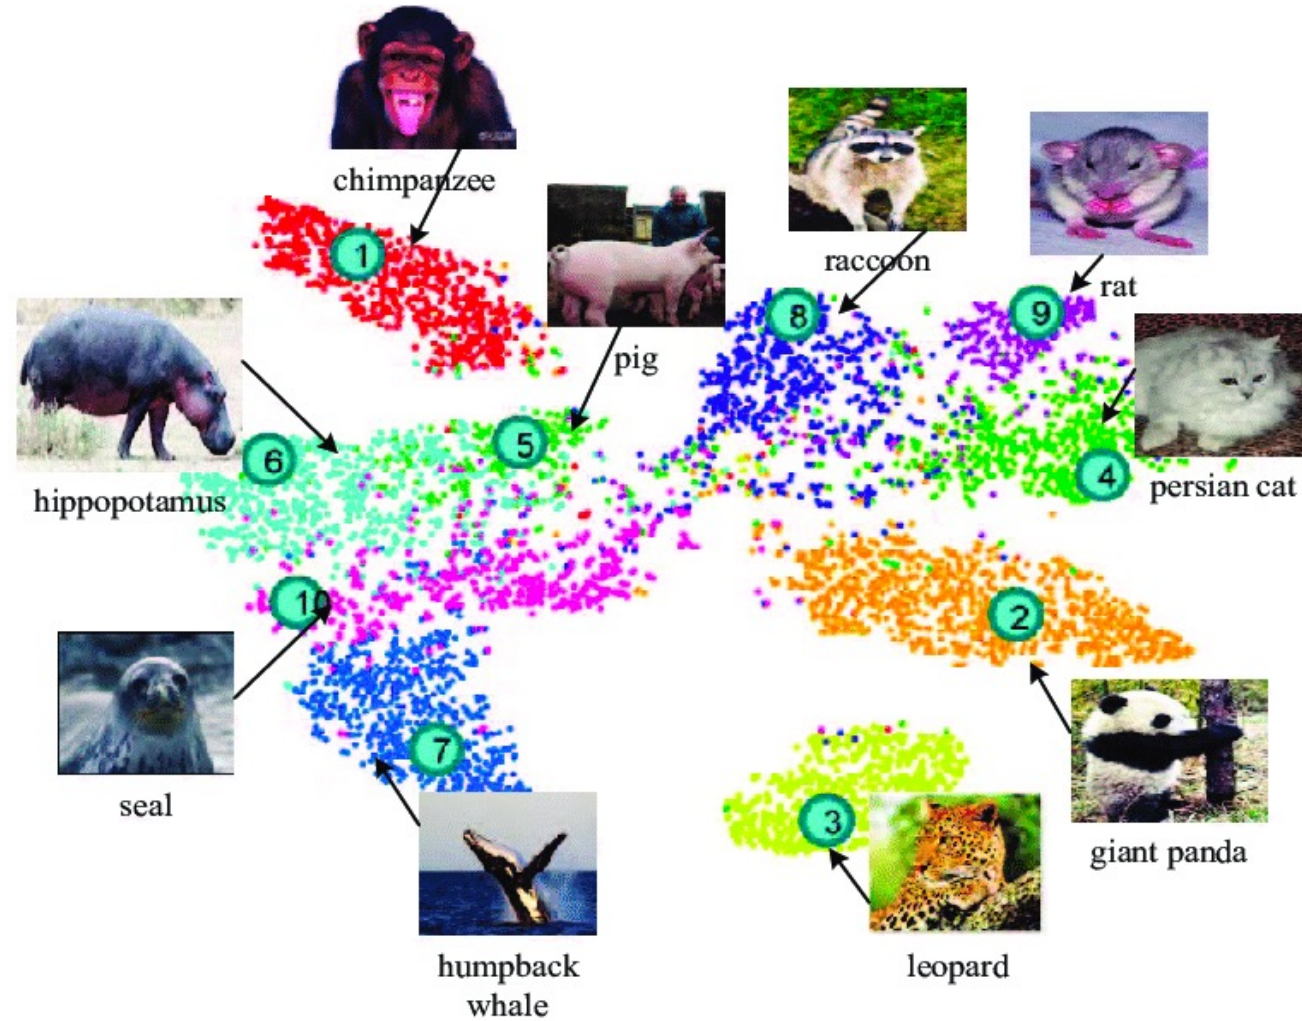 chimpanzee
1
pig
raccoon
8
rat
9
hippopotamus
6
5
4
persian cat
10
2
seal
7
3
giant panda
humpback
whale
leopard